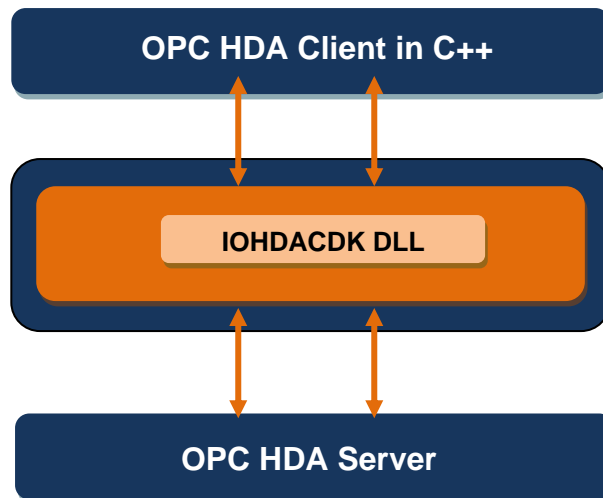 OPC HDA Client in C++
IOHDACDK DLL
OPC HDA Server